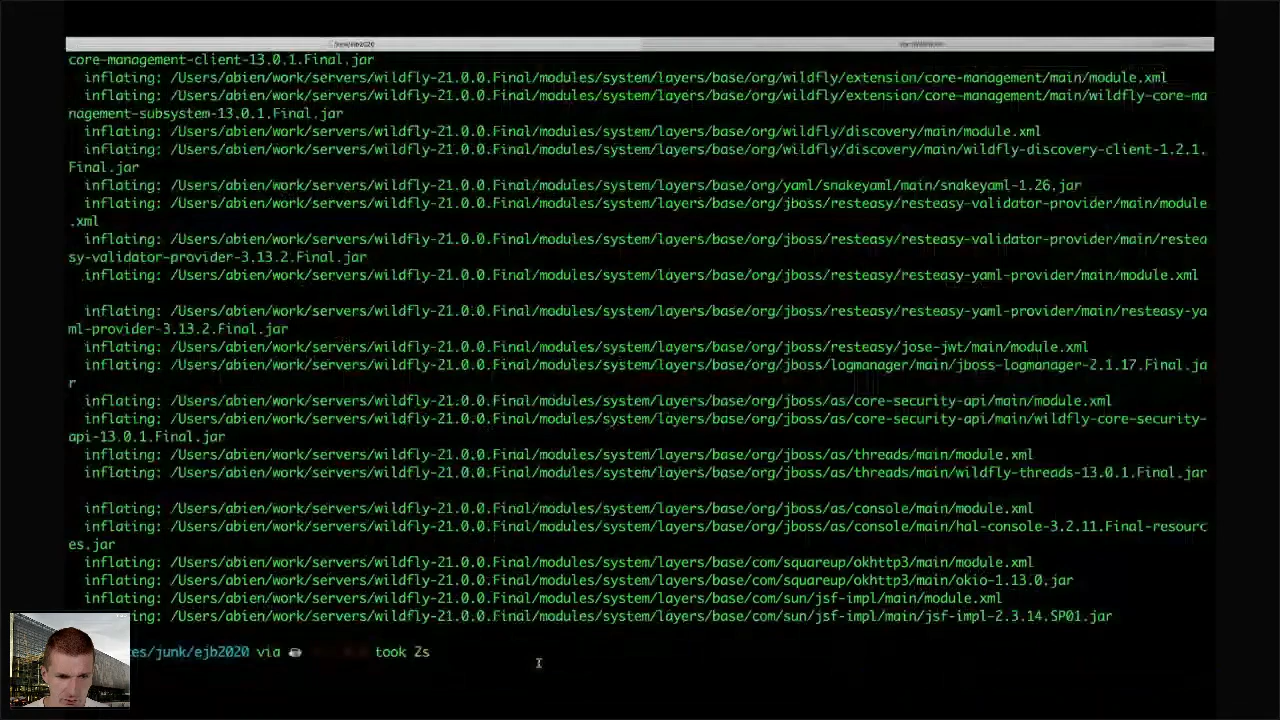 core-management-client-13.0.1.Final.jar
inflating: /Users/abien/work/servers/wildfly-21.0.0.Final/modules/system/layers/base/org/wildfly/extension/core-management/main/module.xml
inflating: /Users/abien/work/servers/wildfly-21.0.0.Final/modules/system/layers/base/org/wildfly/extension/core-management/main/wildfly-core-ma
nagement-subsystem-13.0.1.Final.jar
inflating: /Users/abien/work/servers/wildfly-21.0.0.Final/modules/system/layers/base/org/wildfly/discovery/main/module.xml
inflating: /Users/abien/work/servers/wildfly-21.0.0.Final/modules/system/layers/base/org/wildfly/discovery/main/wildfly-discovery-client-1.2.1.
Final.jar
inflating: /Users/abien/work/servers/wildfly-21.0.0.Final/modules/system/layers/base/org/yaml/snakeyaml/main/snakeyaml-1.26.jar
inflating: /Users/abien/work/servers/wildfly-21.0.0.Final/modules/system/layers/base/org/jboss/resteasy/resteasy-validator-provider/main/module
.xml
inflating: /Users/abien/work/servers/wildfly-21.0.0.Final/modules/system/layers/base/org/jboss/resteasy/resteasy-validator-provider/main/restea
sy-validator-provider-3.13.2.Final.jar
inflating: /Users/abien/work/servers/wildfly-21.0.0.Final/modules/system/layers/base/org/jboss/resteasy/resteasy-yaml-provider/main/module.xml
inflating: /Users/abien/work/servers/wildfly-21.0.0.Final/modules/system/layers/base/org/jboss/resteasy/resteasy-yaml-provider/main/resteasy-ya
ml-provider-3.13.2.Final.jar
inflating: /Users/abien/work/servers/wildfly-21.0.0.Final/modules/system/layers/base/org/jboss/resteasy/jose-jwt/main/module.xml
inflating: /Users/abien/work/servers/wildfly-21.0.0.Final/modules/system/layers/base/org/jboss/logmanager/main/jboss-logmanager-2.1.17.Final.ja
r
inflating: /Users/abien/work/servers/wildfly-21.0.0.Final/modules/system/layers/base/org/jboss/as/core-security-api/main/module.xml
inflating: /Users/abien/work/servers/wildfly-21.0.0.Final/modules/system/layers/base/org/jboss/as/core-security-api/main/wildfly-core-security-
api-13.0.1.Final.jar
inflating: /Users/abien/work/servers/wildfly-21.0.0.Final/modules/system/layers/base/org/jboss/as/threads/main/module.xml
inflating: /Users/abien/work/servers/wildfly-21.0.0.Final/modules/system/layers/base/org/jboss/as/threads/main/wildfly-threads-13.0.1.Final.jar
inflating: /Users/abien/work/servers/wildfly-21.0.0.Final/modules/system/layers/base/org/jboss/as/console/main/module.xml
inflating: /Users/abien/work/servers/wildfly-21.0.0.Final/modules/system/layers/base/org/jboss/as/console/main/hal-console-3.2.11.Final-resourc
es.jar
inflating: /Users/abien/work/servers/wildfly-21.0.0.Final/modules/system/layers/base/com/squareup/okhttp3/main/module.xml
inflating: /Users/abien/work/servers/wildfly-21.0.0.Final/modules/system/layers/base/com/squareup/okhttp3/main/okio-1.13.0.jar
inflating: /Users/abien/work/servers/wildfly-21.0.0.Final/modules/system/layers/base/com/sun/jsf-impl/main/module.xml
inflating: /Users/abien/work/servers/wildfly-21.0.0.Final/modules/system/layers/base/com/sun/jsf-impl/main/jsf-impl-2.3.14.SP01.jar
es/junk/ejb2020 via took 2s